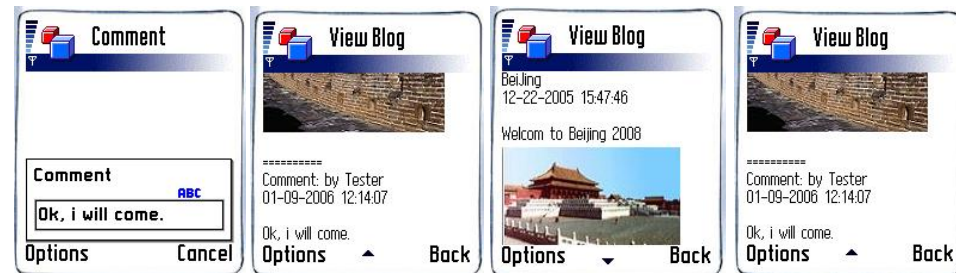 Comment
Comment
ABC
Ok, i will come.
Options Cancel
View Blog
==========
Comment: by Tester
01-09-2006 12:14:07
Ok, i will come.
Options Back
View Blog
BeiJing
12-22-2005 15:47:46
Welcom to Beijing 2008
Options Back
View Blog
==========
Comment: by Tester
01-09-2006 12:14:07
Ok, i will come.
Options Back